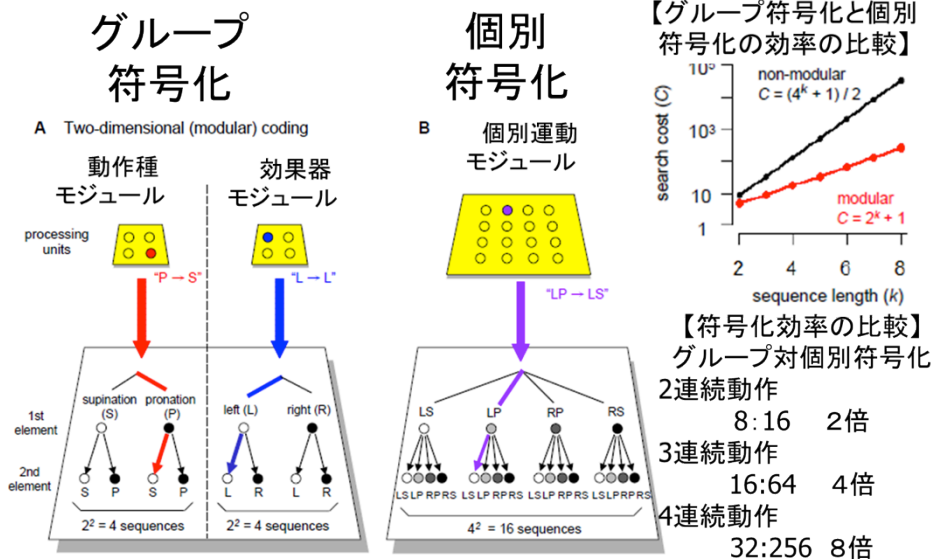 グループ
符号化
A Two-dimensional (modular) coding
動作種
モジュール
効果器
モジュール
processing
units
"P → S"
"L → L"
supination
(S)
pronation
(P)
left (L)
right (R)
1st
element
2nd
element
S P S P
L R L R
2² = 4 sequences
2² = 4 sequences
個別
符号化
B
個別運動
モジュール
"LP → LS"
LS LP RP RS
LS LP RP RS LS LP RP RS LS LP RP RS LS LP RP RS
4² = 16 sequences
【グループ符号化と個別
符号化の効率の比較】
search cost (C)
10⁵
10³
10
1
non-modular
C = (4ᵏ + 1) / 2
modular
C = 2ᵏ + 1
2 4 6 8
sequence length (k)
【符号化効率の比較】
グループ対個別符号化
2連続動作
8:16 2倍
3連続動作
16:64 4倍
4連続動作
32:256 8倍